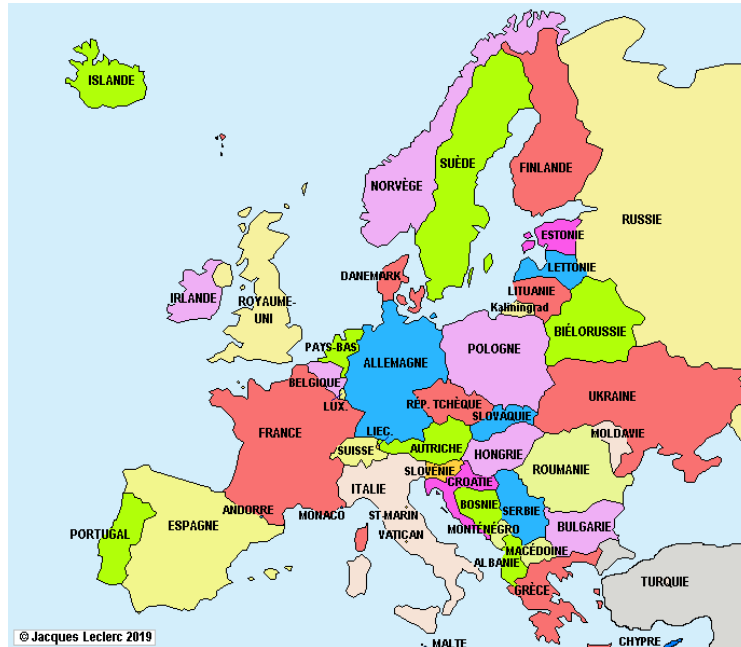 ISLANDE
SUÈDE
FINLANDE
NORVÈGE
RUSSIE
ESTONIE
LETTONIE
DANEMARK
LITUANIE
IRLANDE
ROYAUME-
UNI
Kaliningrad
BIÉLORUSSIE
PAYS-BAS
POLOGNE
ALLEMAGNE
BELGIQUE
UKRAINE
LUX.
RÉP. TCHÈQUE
SLOVAQUIE
FRANCE
LIEC.
MOLDAVIE
SUISSE
AUTRICHE
HONGRIE
SLOVÉNIE
ROUMANIE
CROATIE
ITALIE
BOSNIE
ANDORRE
MONACO
ST-MARIN
SERBIE
ESPAGNE
PORTUGAL
MONTÉNÉGRO
BULGARIE
VATICAN
MACÉDOINE
ALBANIE
TURQUIE
GRÈCE
© Jacques Leclerc 2019
MALTE
CHYPRE